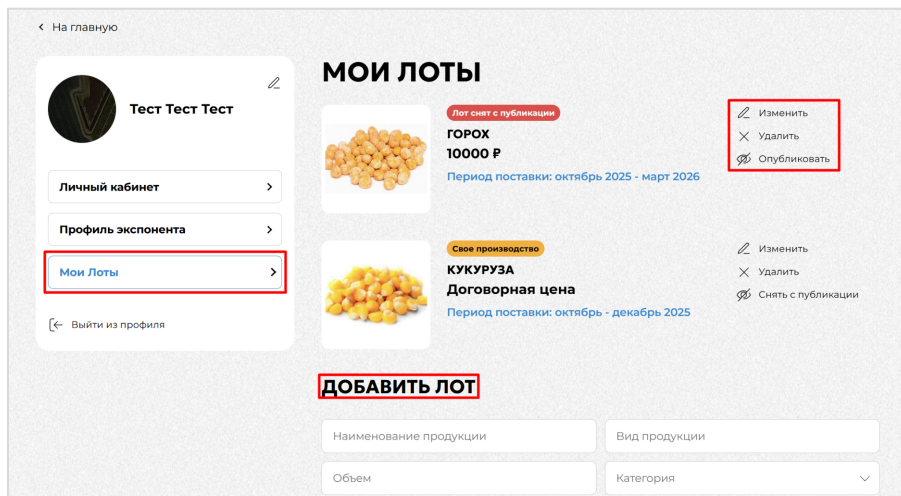 На главную
Тест Тест Тест
Личный кабинет
Профиль экспонента
Мои Лоты
Выйти из профиля
МОИ ЛОТЫ
Лот снят с публикации
ГОРОХ
10000 ₽
Период поставки: октябрь 2025 - март 2026
Изменить
Удалить
Опубликовать
Свое производство
КУКУРУЗА
Договорная цена
Период поставки: октябрь - декабрь 2025
Изменить
Удалить
Снять с публикации
ДОБАВИТЬ ЛОТ
Наименование продукции
Вид продукции
Объем
Категория